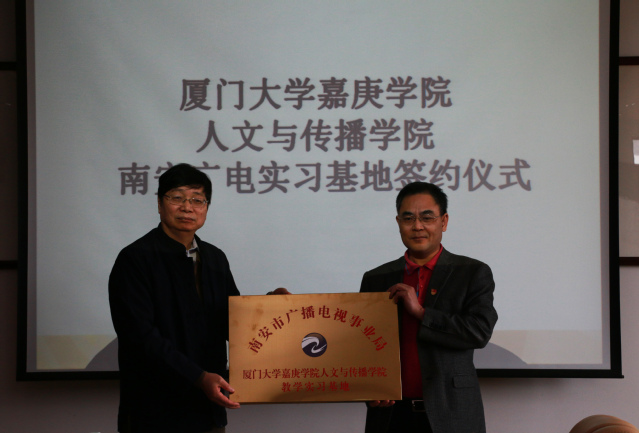 厦门大学嘉庚学院
人文与传播学院
南安广电实习基地签约仪式
南安市广播电视事业局
厦门大学嘉庚学院人文与传播学院
教学实习基地